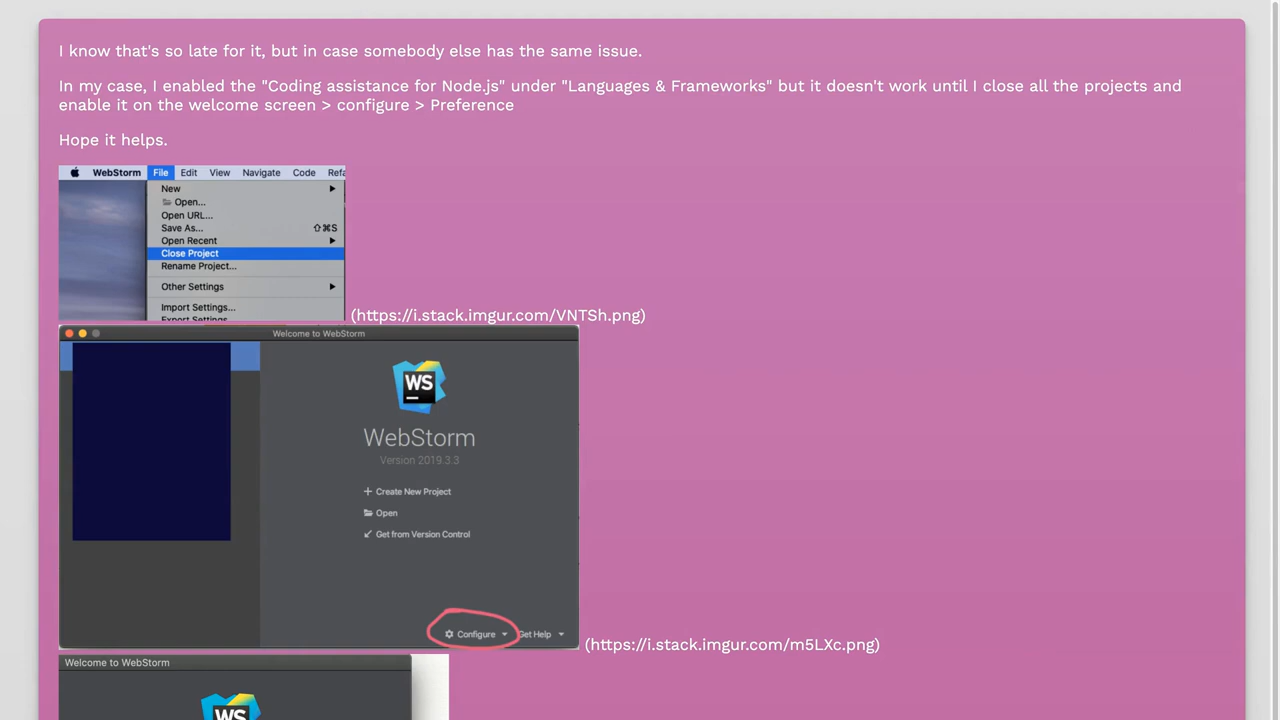 I know that's so late for it, but in case somebody else has the same issue.
In my case, I enabled the "Coding assistance for Node.js" under "Languages & Frameworks" but it doesn't work until I close all the projects and
enable it on the welcome screen > configure > Preference
Hope it helps.
WebStorm File Edit View Navigate Code Refa
New
Open...
Open URL...
Save As... ⇧⌘S
Open Recent
Close Project
Rename Project...
Other Settings
Import Settings...
Export Settings
(https://i.stack.imgur.com/VNTSh.png)
Welcome to WebStorm
WS
WebStorm
Version 2019.3.3
+ Create New Project
Open
Get from Version Control
Configure Get Help
(https://i.stack.imgur.com/m5LXc.png)
Welcome to WebStorm
WS